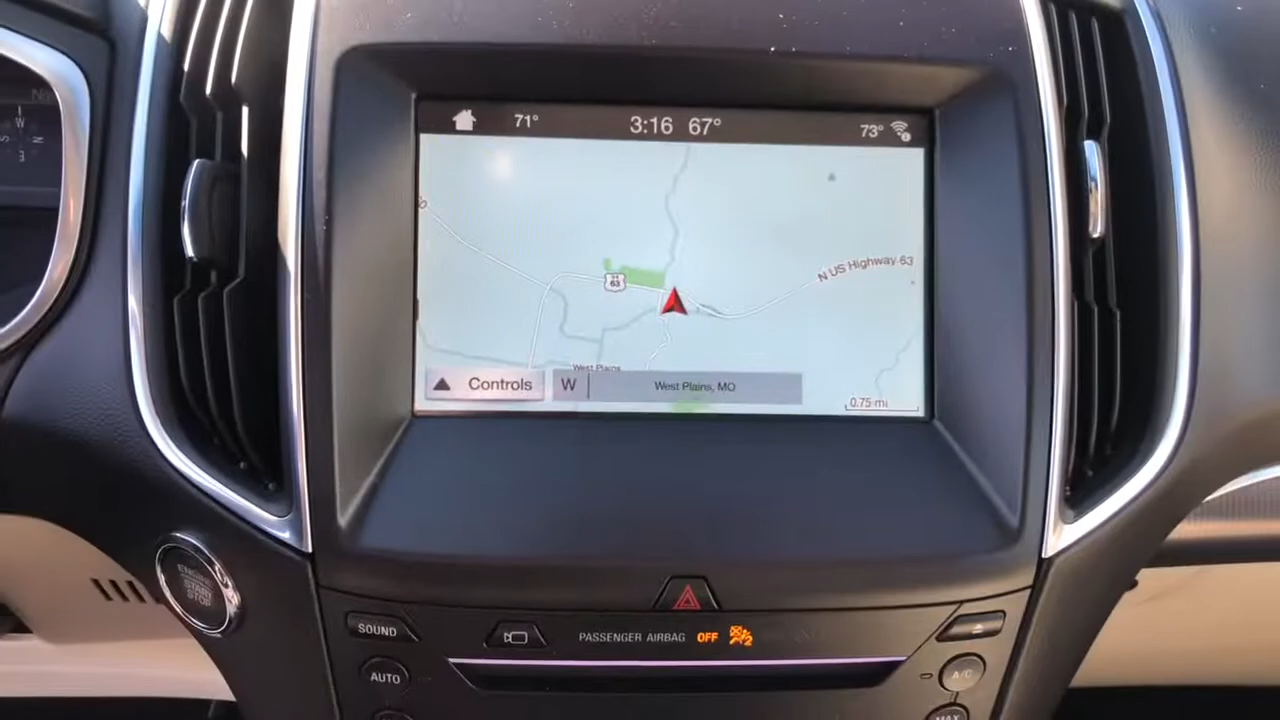 71° 3:16 67° 73°
63
N US Highway 63
West Plains
Controls W West Plains, MO 0.75 mi
W
S N
E
ENGINE
START
STOP
SOUND PASSENGER AIRBAG OFF
AUTO A/C
MAX